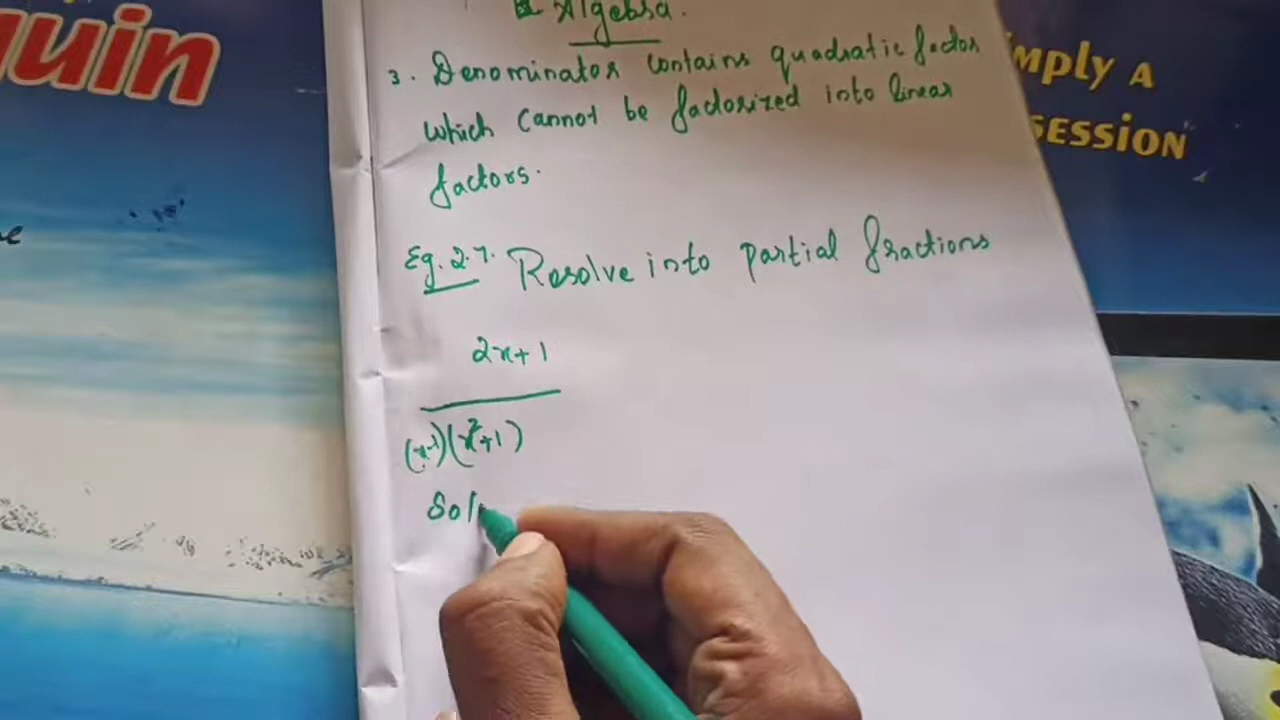 Algebra.
uin
mply A
SESSION
3. Denominator contains quadratic factor
which cannot be factorized into linear
factors.
Eg. 2.7. Resolve into partial fractions
2x+1
(x-1)(x²+1)
Sol